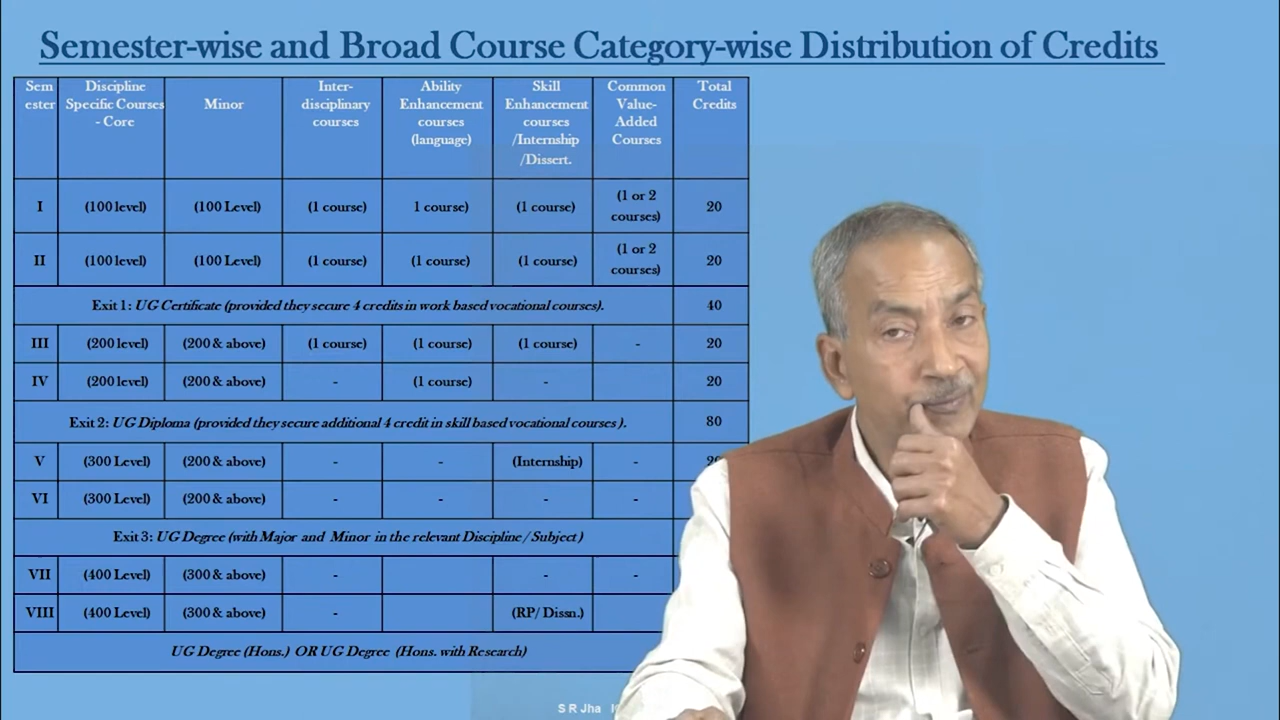 Semester-wise and Broad Course Category-wise Distribution of Credits
Sem ester | Discipline Specific Courses - Core | Minor | Inter-disciplinary courses | Ability Enhancement courses (language) | Skill Enhancement courses /Internship /Dissert. | Common Value-Added Courses | Total Credits
I | (100 level) | (100 Level) | (1 course) | 1 course) | (1 course) | (1 or 2 courses) | 20
II | (100 level) | (100 Level) | (1 course) | (1 course) | (1 course) | (1 or 2 courses) | 20
Exit 1: UG Certificate (provided they secure 4 credits in work based vocational courses). | 40
III | (200 level) | (200 & above) | (1 course) | (1 course) | (1 course) | - | 20
IV | (200 level) | (200 & above) | - | (1 course) | - | 20
Exit 2: UG Diploma (provided they secure additional 4 credit in skill based vocational courses ). | 80
V | (300 Level) | (200 & above) | - | - | (Internship) | -
VI | (300 Level) | (200 & above) | - | - | - | -
Exit 3: UG Degree (with Major and Minor in the relevant Discipline / Subject )
VII | (400 Level) | (300 & above) | - | - | -
VIII | (400 Level) | (300 & above) | - | (RP/ Dissn.)
UG Degree (Hons.) OR UG Degree (Hons. with Research)
S R Jha